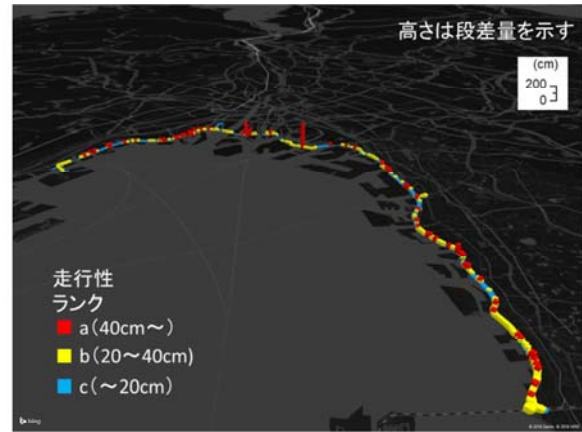 高さは段差量を示す
(cm)
200
0
走行性
ランク
a(40cm～)
b(20～40cm)
c(～20cm)
bing